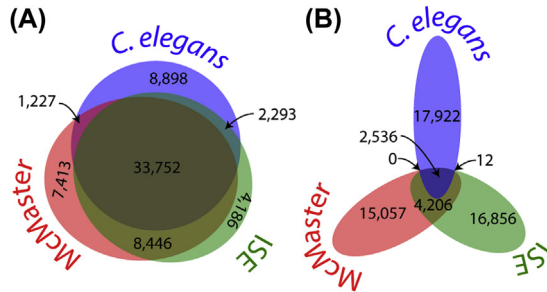 (A)
C. elegans
8,898
1,227
2,293
7,413
33,752
4,186
8,446
McMaster
ISE
(B)
C. elegans
17,922
2,536
0
12
15,057
4,206
16,856
McMaster
ISE